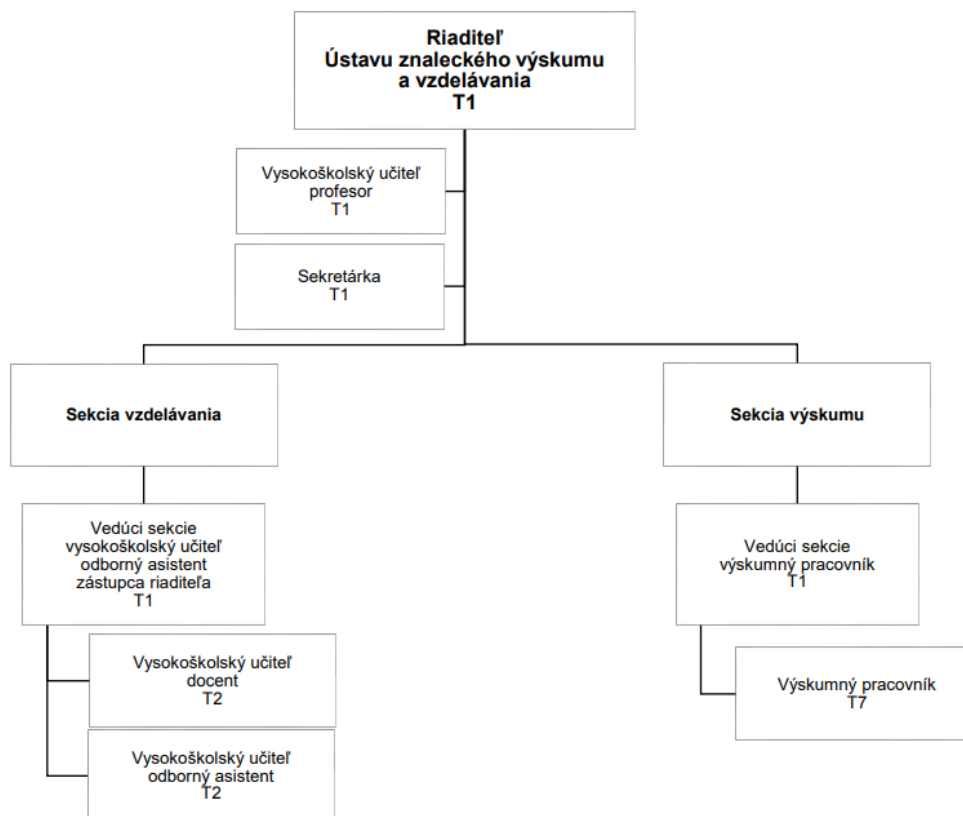 Riaditeľ
Ústavu znaleckého výskumu
a vzdelávania
T1
Vysokoškolský učiteľ
profesor
T1
Sekretárka
T1
Sekcia vzdelávania
Sekcia výskumu
Vedúci sekcie
vysokoškolský učiteľ
odborný asistent
zástupca riaditeľa
T1
Vedúci sekcie
výskumný pracovník
T1
Vysokoškolský učiteľ
docent
T2
Výskumný pracovník
T7
Vysokoškolský učiteľ
odborný asistent
T2